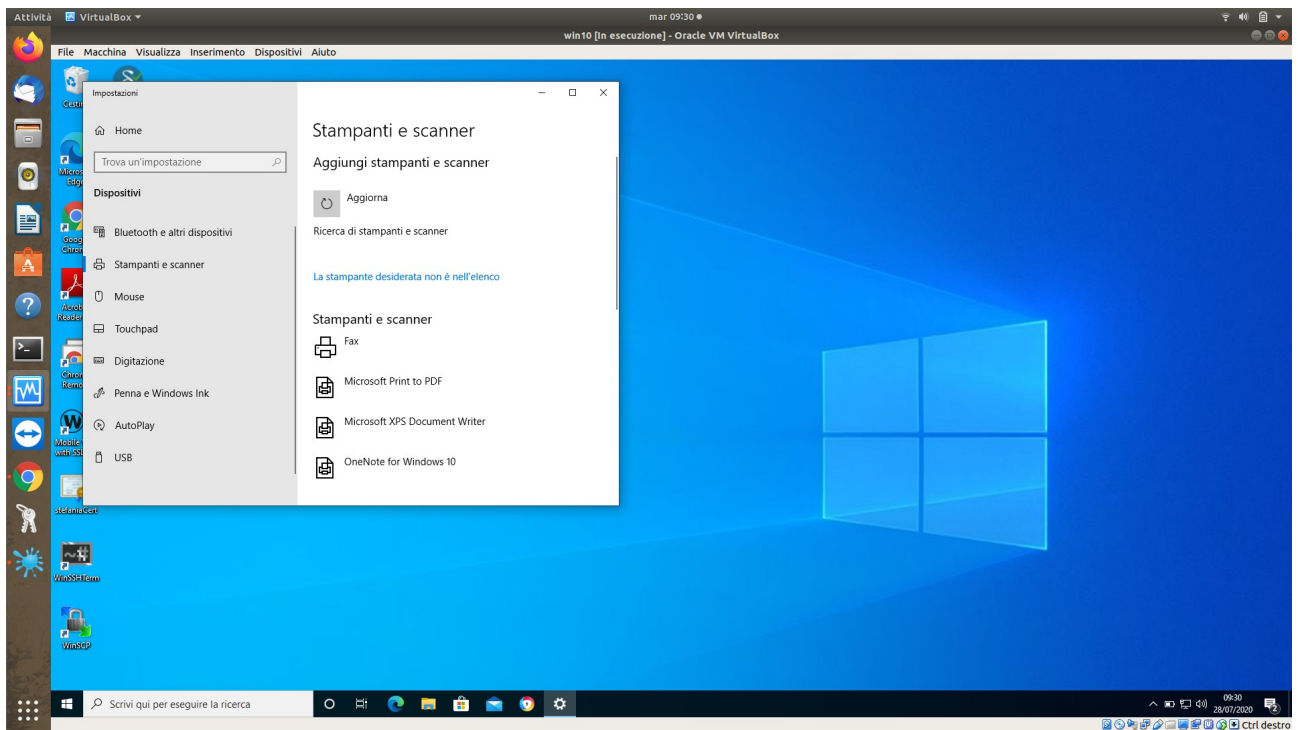 Attività VirtualBox mar 09:30
win10 [In esecuzione] - Oracle VM VirtualBox
File Macchina Visualizza Inserimento Dispositivi Aiuto
Impostazioni
Home
Trova un'impostazione
Dispositivi
Bluetooth e altri dispositivi
Stampanti e scanner
Mouse
Touchpad
Digitazione
Penna e Windows Ink
AutoPlay
USB
Stampanti e scanner
Aggiungi stampanti e scanner
Aggiorna
Ricerca di stampanti e scanner
La stampante desiderata non è nell'elenco
Stampanti e scanner
Fax
Microsoft Print to PDF
Microsoft XPS Document Writer
OneNote for Windows 10
stefaniaCert
WinSSHTerm
WinSCP
Scrivi qui per eseguire la ricerca
09:30
28/07/2020
2
Ctrl destro